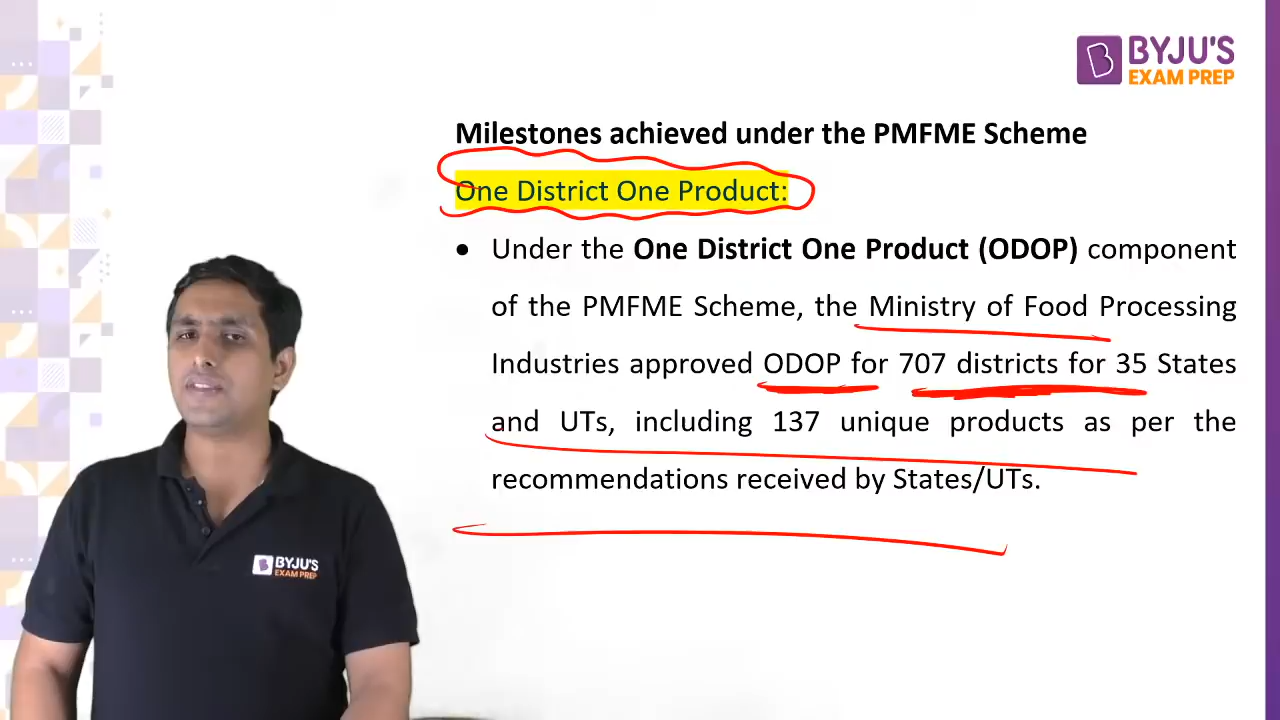 BYJU'S
EXAM PREP
Milestones achieved under the PMFME Scheme
One District One Product:
• Under the One District One Product (ODOP) component
of the PMFME Scheme, the Ministry of Food Processing
Industries approved ODOP for 707 districts for 35 States
and UTs, including 137 unique products as per the
recommendations received by States/UTs.
BYJU'S
EXAM PREP